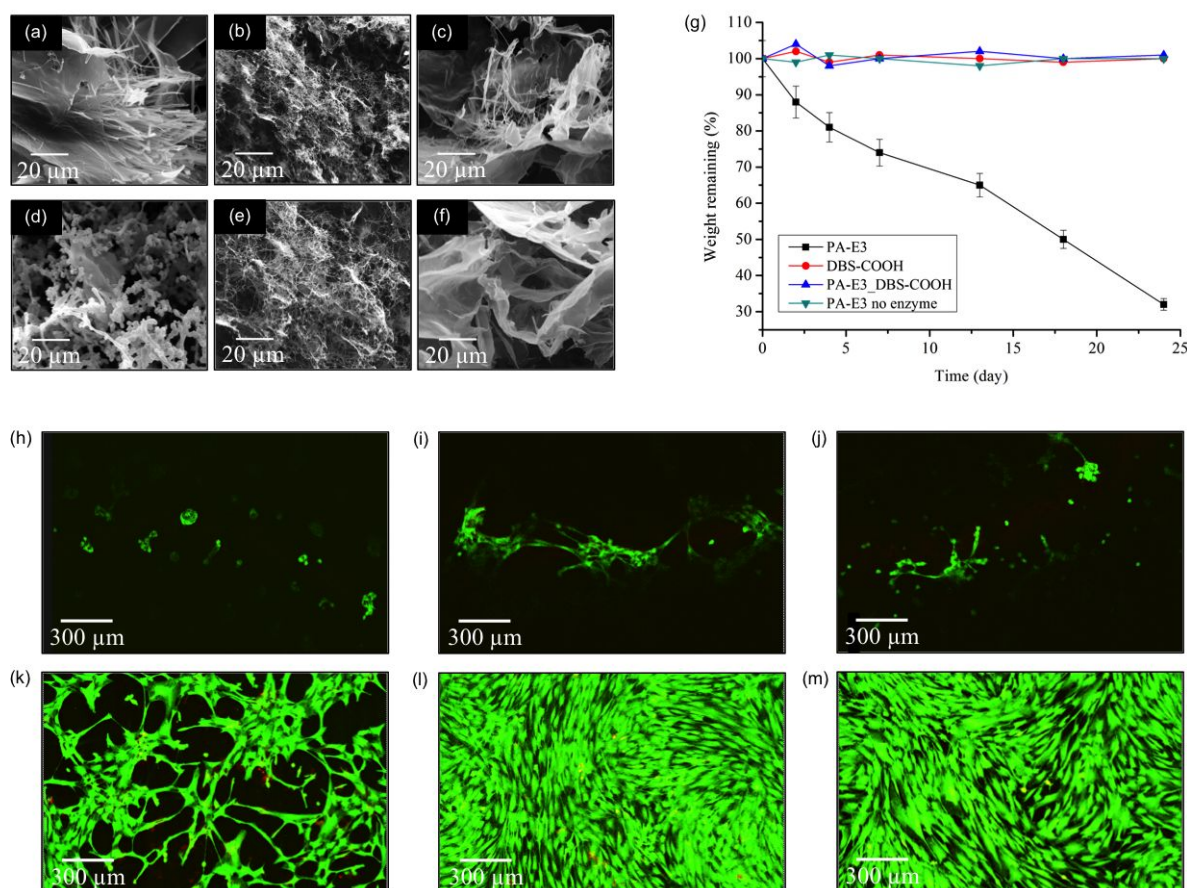 (a)
20 µm
(b)
20 µm
(c)
20 µm
(d)
20 µm
(e)
20 µm
(f)
20 µm
(g)
110
100
90
80
70
60
50
40
30
Weight remaining (%)
PA-E3
DBS-COOH
PA-E3_DBS-COOH
PA-E3 no enzyme
0 5 10 15 20 25
Time (day)
(h)
300 µm
(i)
300 µm
(j)
300 µm
(k)
300 µm
(l)
300 µm
(m)
300 µm